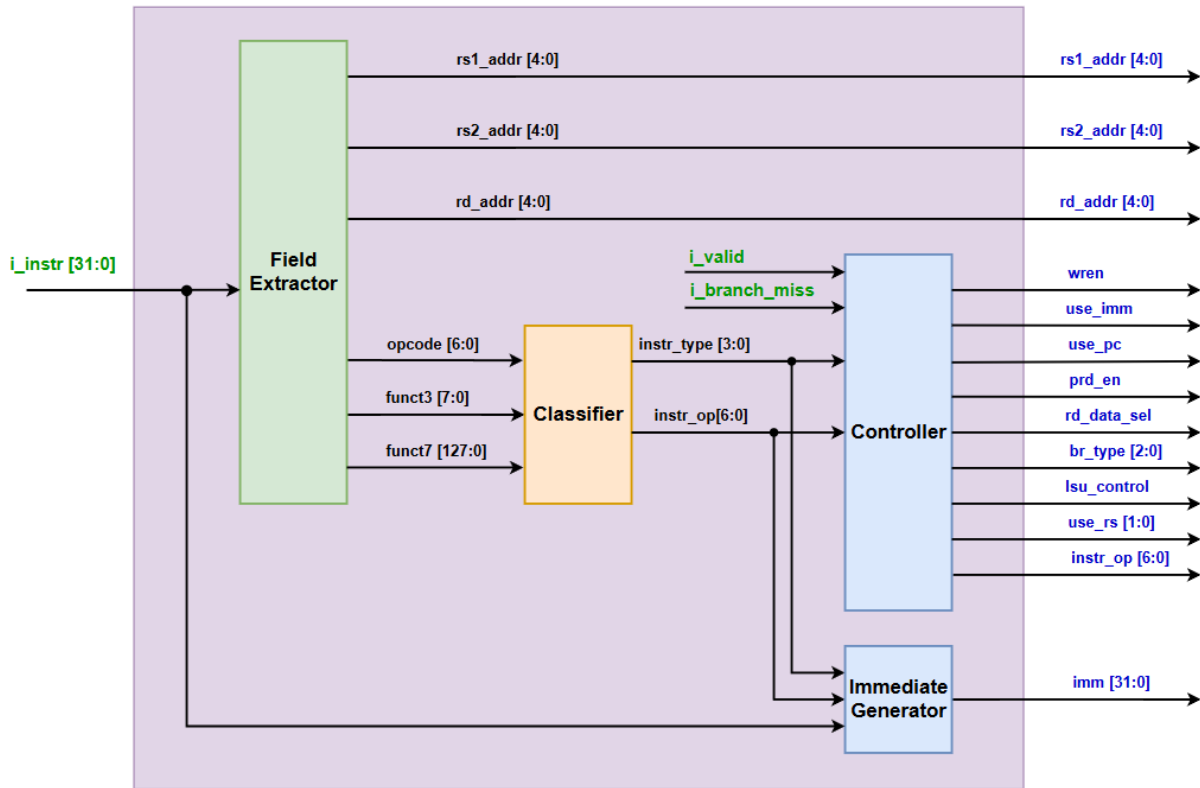 rs1_addr [4:0]
rs1_addr [4:0]
rs2_addr [4:0]
rs2_addr [4:0]
rd_addr [4:0]
rd_addr [4:0]
i_instr [31:0]
Field
Extractor
i_valid
i_branch_miss
opcode [6:0]
funct3 [7:0]
funct7 [127:0]
Classifier
instr_type [3:0]
instr_op[6:0]
Controller
wren
use_imm
use_pc
prd_en
rd_data_sel
br_type [2:0]
lsu_control
use_rs [1:0]
instr_op [6:0]
Immediate
Generator
imm [31:0]